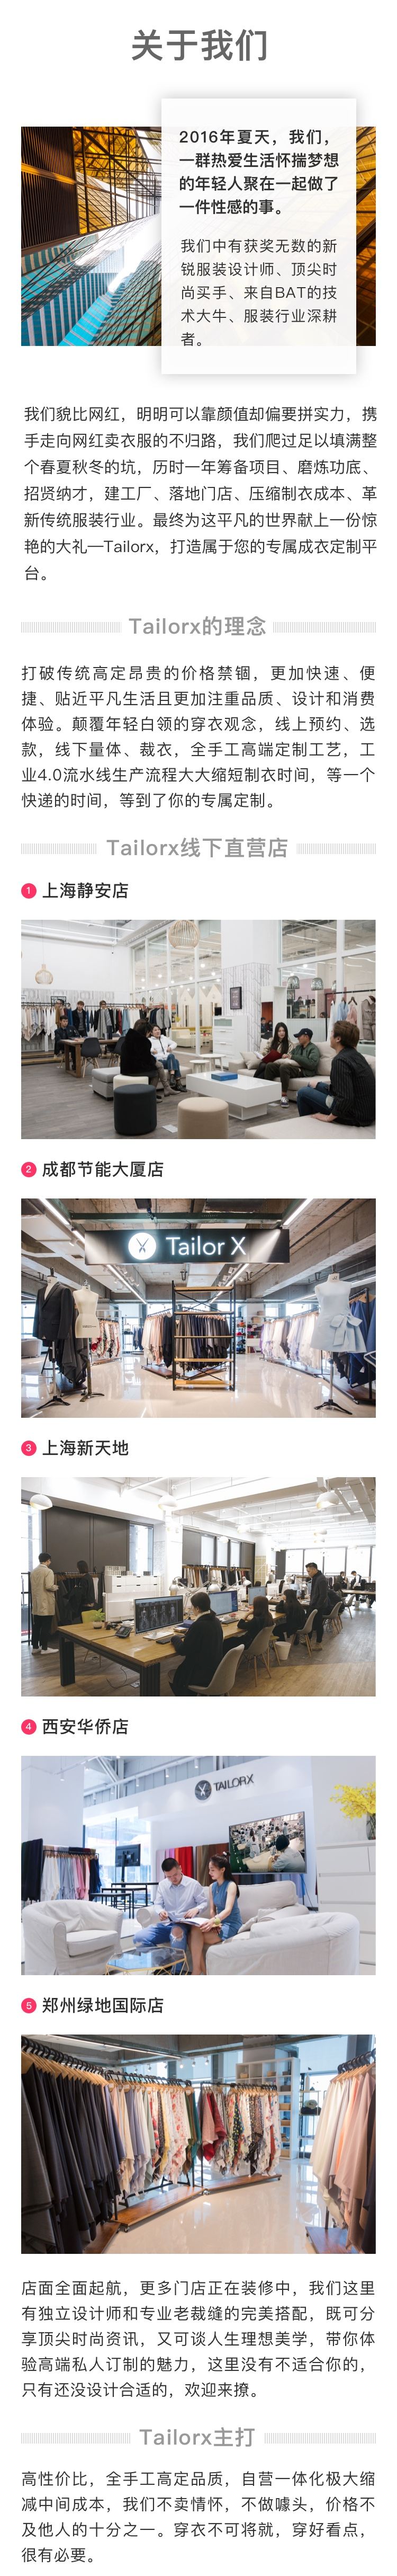 关于我们
2016年夏天，我们，
一群热爱生活怀揣梦想
的年轻人聚在一起做了
一件性感的事。
我们中有获奖无数的新
锐服装设计师、顶尖时
尚买手、来自BAT的技
术大牛、服装行业深耕
者。
我们貌比网红，明明可以靠颜值却偏要拼实力，携
手走向网红卖衣服的不归路，我们爬过足以填满整
个春夏秋冬的坑，历时一年筹备项目、磨炼功底、
招贤纳才，建工厂、落地门店、压缩制衣成本、革
新传统服装行业。最终为这平凡的世界献上一份惊
艳的大礼—Tailorx，打造属于您的专属成衣定制平
台。
Tailorx的理念
打破传统高定昂贵的价格禁锢，更加快速、便
捷、贴近平凡生活且更加注重品质、设计和消费
体验。颠覆年轻白领的穿衣观念，线上预约、选
款，线下量体、裁衣，全手工高端定制工艺，工
业4.0流水线生产流程大大缩短制衣时间，等一个
快递的时间，等到了你的专属定制。
Tailorx线下直营店
1 上海静安店
2 成都节能大厦店
Tailor X
3 上海新天地
4 西安华侨店
TAILORX
5 郑州绿地国际店
店面全面起航，更多门店正在装修中，我们这里
有独立设计师和专业老裁缝的完美搭配，既可分
享顶尖时尚资讯，又可谈人生理想美学，带你体
验高端私人订制的魅力，这里没有不适合你的，
只有还没设计合适的，欢迎来撩。
Tailorx主打
高性价比，全手工高定品质，自营一体化极大缩
减中间成本，我们不卖情怀，不做噱头，价格不
及他人的十分之一。穿衣不可将就，穿好看点，
很有必要。